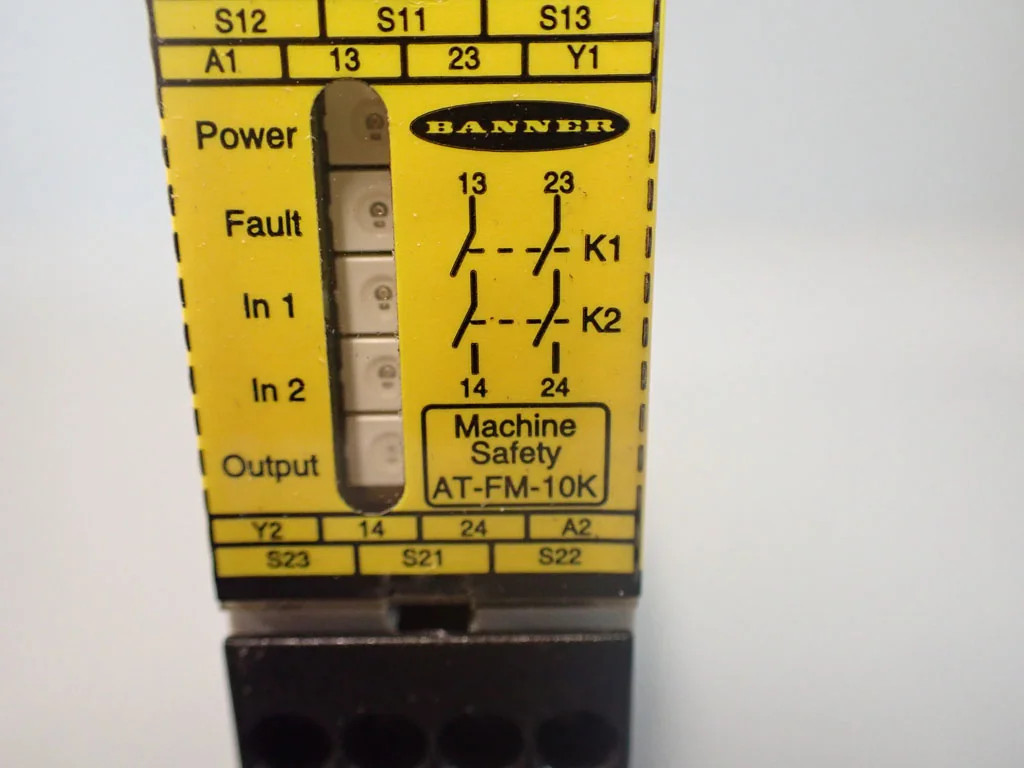 S12 S11 S13
A1 13 23 Y1
Power
BANNER
13 23
Fault
K1
In 1
K2
In 2
14 24
Machine
Safety
Output
AT-FM-10K
Y2 14 24 A2
S23 S21 S22